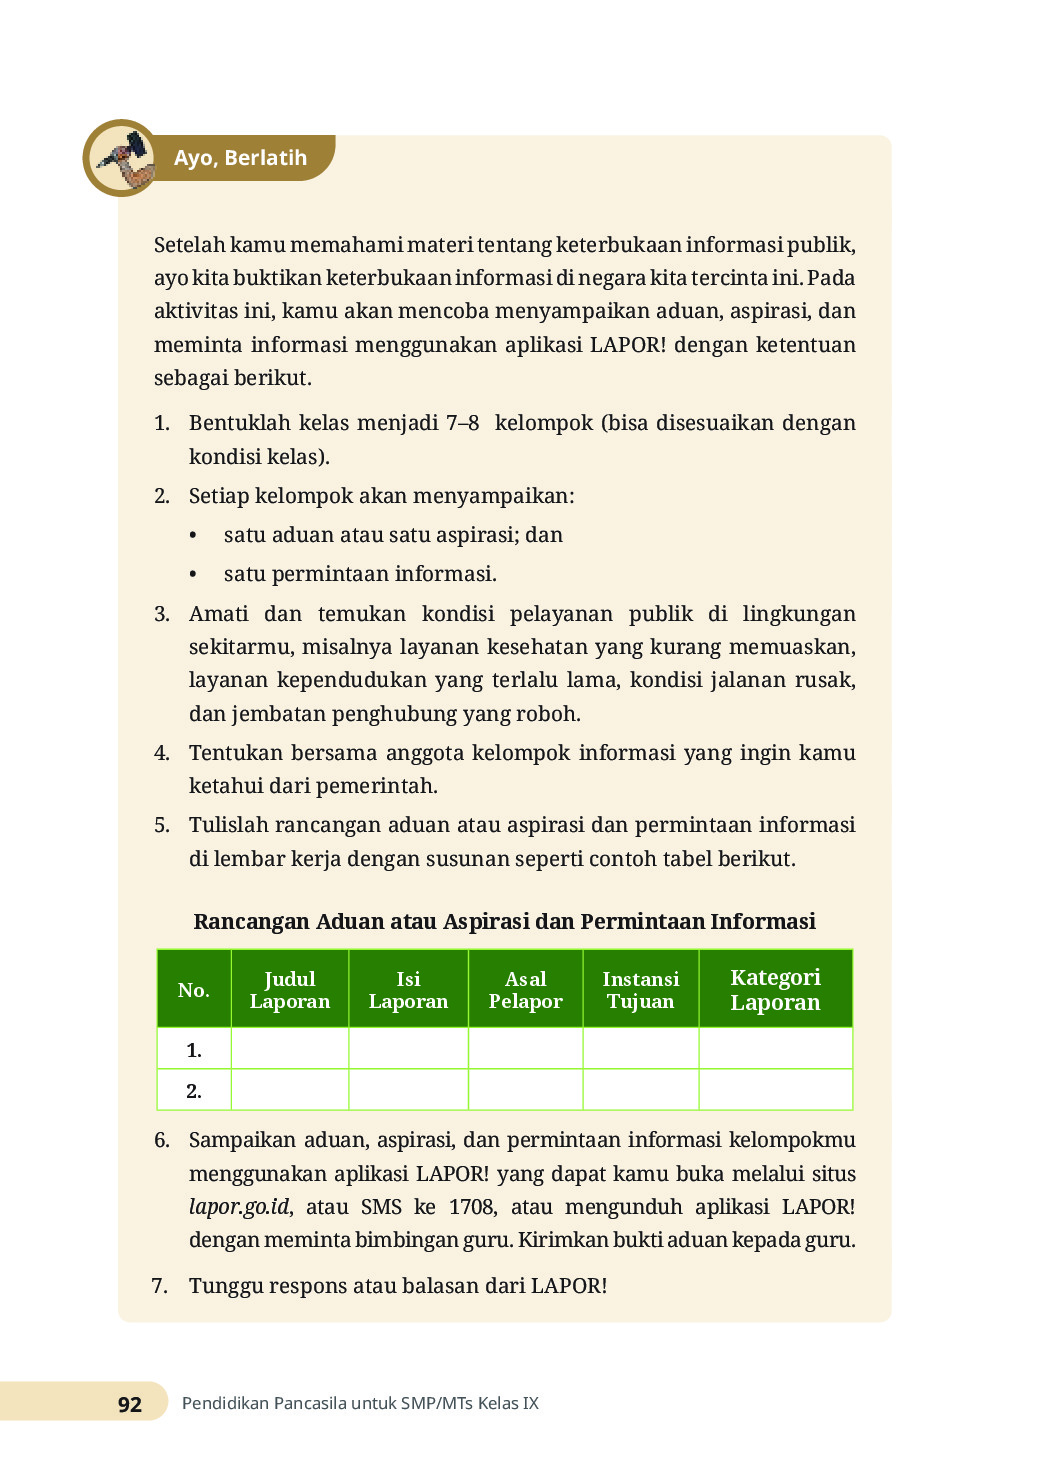 Ayo, Berlatih
Setelah kamu memahami materi tentang keterbukaan informasi publik,
ayo kita buktikan keterbukaan informasi di negara kita tercinta ini. Pada
aktivitas ini, kamu akan mencoba menyampaikan aduan, aspirasi, dan
meminta informasi menggunakan aplikasi LAPOR! dengan ketentuan
sebagai berikut.
1. Bentuklah kelas menjadi 7–8 kelompok (bisa disesuaikan dengan
kondisi kelas).
2. Setiap kelompok akan menyampaikan:
• satu aduan atau satu aspirasi; dan
• satu permintaan informasi.
3. Amati dan temukan kondisi pelayanan publik di lingkungan
sekitarmu, misalnya layanan kesehatan yang kurang memuaskan,
layanan kependudukan yang terlalu lama, kondisi jalanan rusak,
dan jembatan penghubung yang roboh.
4. Tentukan bersama anggota kelompok informasi yang ingin kamu
ketahui dari pemerintah.
5. Tulislah rancangan aduan atau aspirasi dan permintaan informasi
di lembar kerja dengan susunan seperti contoh tabel berikut.
Rancangan Aduan atau Aspirasi dan Permintaan Informasi
No. Judul Laporan Isi Laporan Asal Pelapor Instansi Tujuan Kategori Laporan
1.
2.
6. Sampaikan aduan, aspirasi, dan permintaan informasi kelompokmu
menggunakan aplikasi LAPOR! yang dapat kamu buka melalui situs
lapor.go.id, atau SMS ke 1708, atau mengunduh aplikasi LAPOR!
dengan meminta bimbingan guru. Kirimkan bukti aduan kepada guru.
7. Tunggu respons atau balasan dari LAPOR!
92 Pendidikan Pancasila untuk SMP/MTs Kelas IX